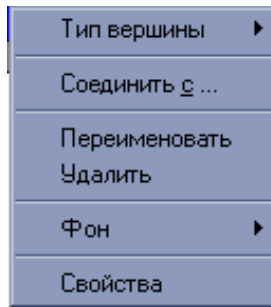 Тип вершины
Соединить с ...
Переименовать
Удалить
Фон
Свойства